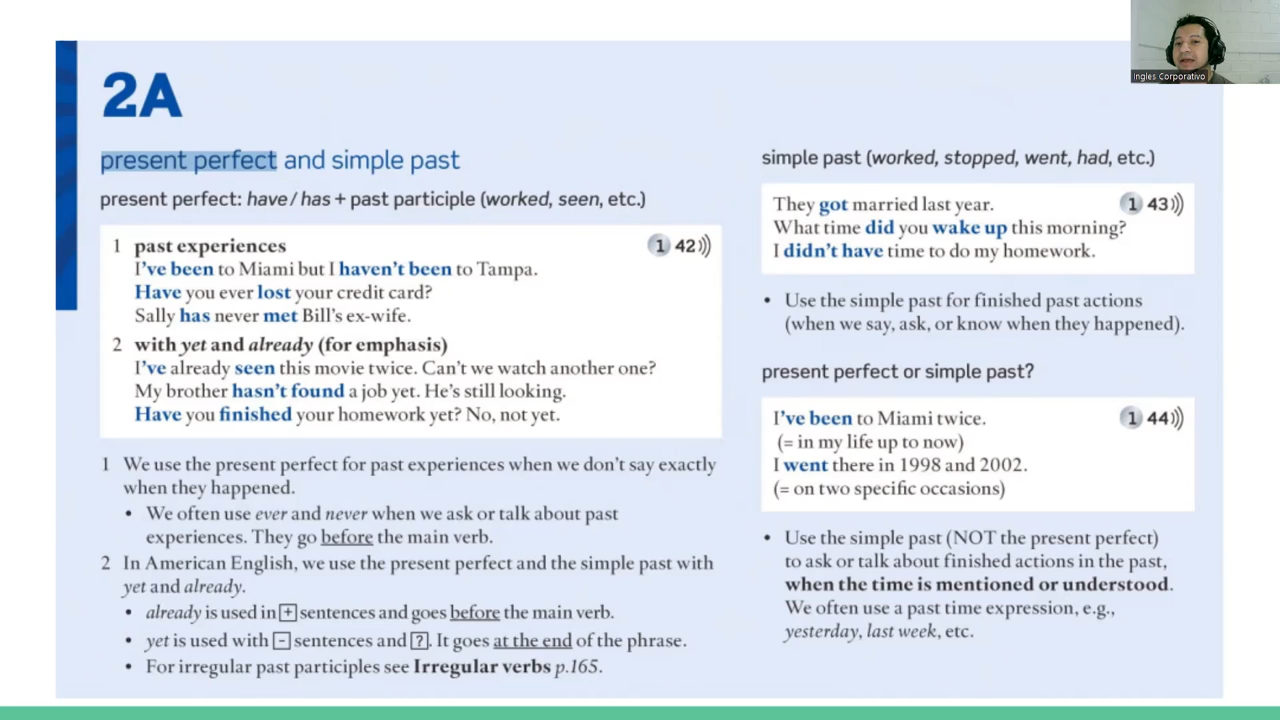 Ingles Corporativo
2A
present perfect and simple past
present perfect: have / has + past participle (worked, seen, etc.)
1 42
1 past experiences
I've been to Miami but I haven't been to Tampa.
Have you ever lost your credit card?
Sally has never met Bill's ex-wife.
2 with yet and already (for emphasis)
I've already seen this movie twice. Can't we watch another one?
My brother hasn't found a job yet. He's still looking.
Have you finished your homework yet? No, not yet.
1 We use the present perfect for past experiences when we don't say exactly
when they happened.
• We often use ever and never when we ask or talk about past
experiences. They go before the main verb.
2 In American English, we use the present perfect and the simple past with
yet and already.
• already is used in + sentences and goes before the main verb.
• yet is used with – sentences and ?. It goes at the end of the phrase.
• For irregular past participles see Irregular verbs p.165.
simple past (worked, stopped, went, had, etc.)
They got married last year. 1 43
What time did you wake up this morning?
I didn't have time to do my homework.
• Use the simple past for finished past actions
(when we say, ask, or know when they happened).
present perfect or simple past?
I've been to Miami twice. 1 44
(= in my life up to now)
I went there in 1998 and 2002.
(= on two specific occasions)
• Use the simple past (NOT the present perfect)
to ask or talk about finished actions in the past,
when the time is mentioned or understood.
We often use a past time expression, e.g.,
yesterday, last week, etc.